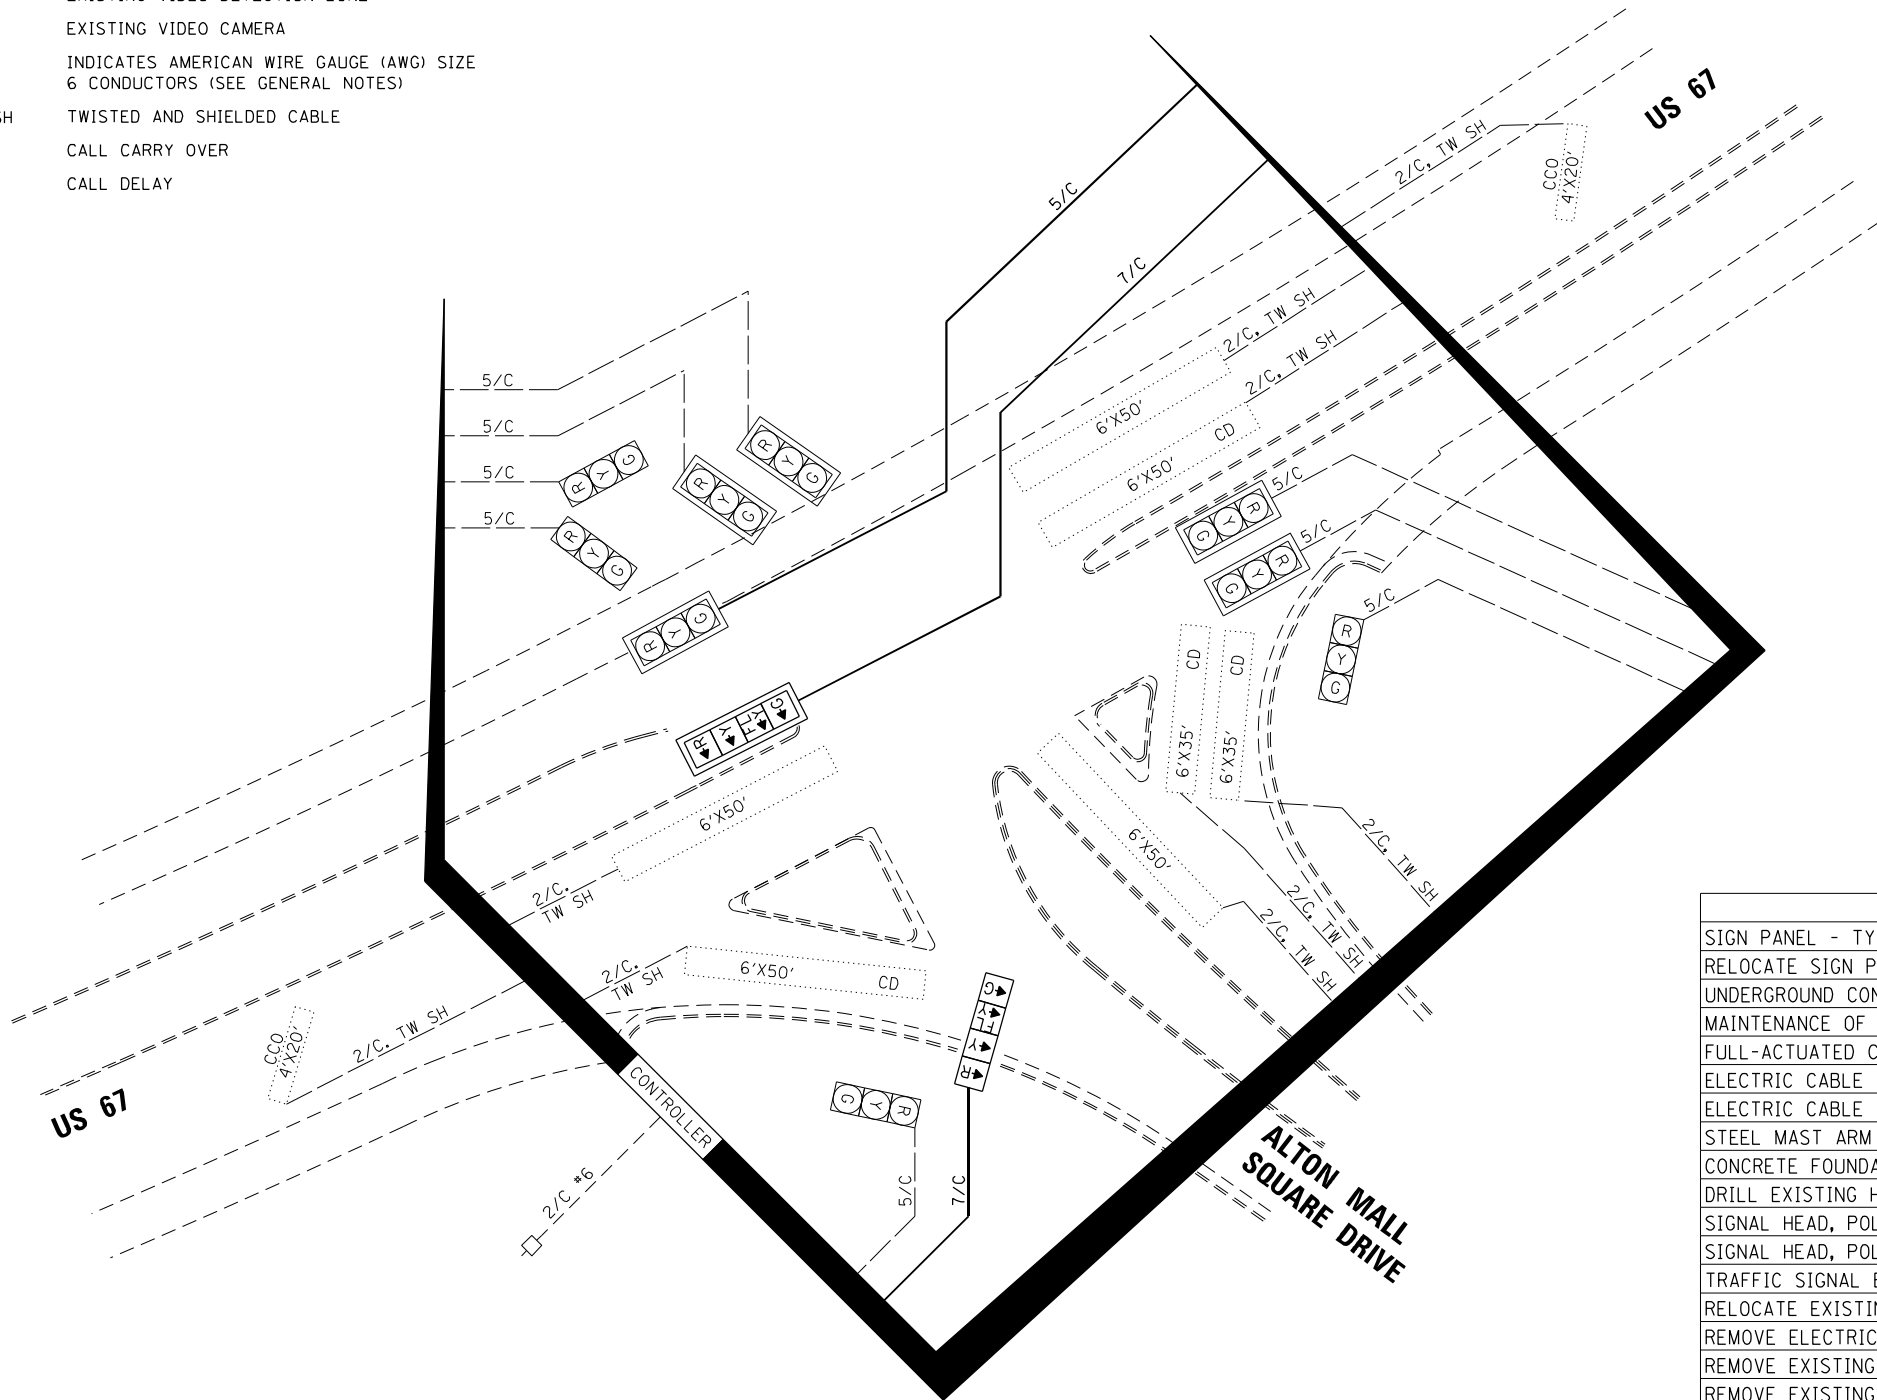 EXISTING VIDEO CAMERA
INDICATES AMERICAN WIRE GAUGE (AWG) SIZE
6 CONDUCTORS (SEE GENERAL NOTES)
SH TWISTED AND SHIELDED CABLE
CALL CARRY OVER
CALL DELAY
US 67
2/C, TW SH
CCO
4'X20'
5/C
7/C
2/C, TW SH
2/C, TW SH
6'X50'
6'X50'
CD
5/C
5/C
5/C
5/C
R Y G
R Y G
R Y G
R Y G
R Y G
R Y G
5/C
R Y G
5/C
R
Y
G
5/C
R Y FL Y G
6'X50'
CD
CD
6'X35'
6'X35'
6'X50'
2/C, TW SH
2/C, TW SH
2/C, TW SH
2/C,
TW SH
2/C,
TW SH
6'X50'
CD
CCO
4'X20'
2/C, TW SH
US 67
CONTROLLER
2/C #6
G
FL Y
Y
R
G Y R
5/C
7/C
ALTON MALL
SQUARE DRIVE
SIGN PANEL - TY
RELOCATE SIGN P
UNDERGROUND CON
MAINTENANCE OF
FULL-ACTUATED C
ELECTRIC CABLE
ELECTRIC CABLE
STEEL MAST ARM
CONCRETE FOUNDA
DRILL EXISTING H
SIGNAL HEAD, POL
SIGNAL HEAD, POL
TRAFFIC SIGNAL B
RELOCATE EXISTIN
REMOVE ELECTRIC
REMOVE EXISTING
REMOVE EXISTING